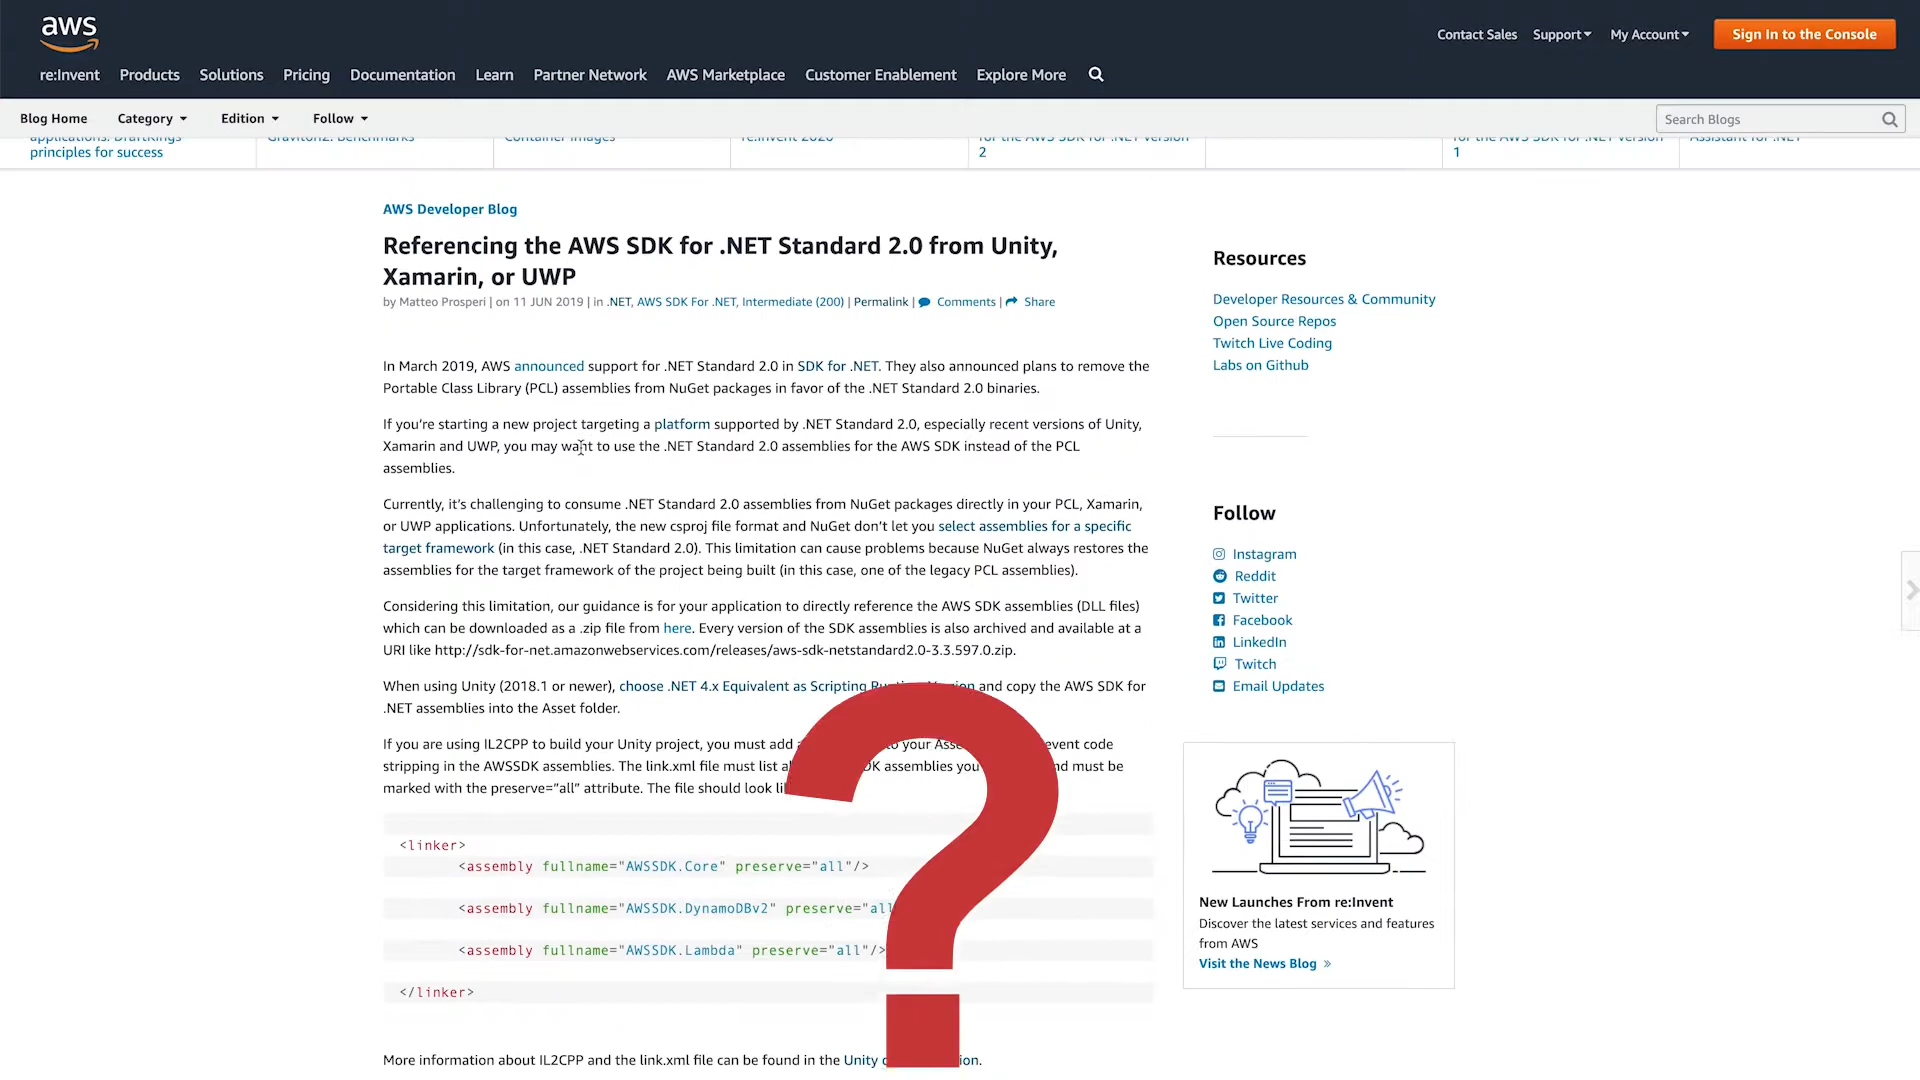 aws
Contact Sales Support My Account Sign In to the Console
re:Invent Products Solutions Pricing Documentation Learn Partner Network AWS Marketplace Customer Enablement Explore More
Blog Home Category Edition Follow Search Blogs
principles for success
2
1
AWS Developer Blog
Referencing the AWS SDK for .NET Standard 2.0 from Unity,
Xamarin, or UWP
by Matteo Prosperi | on 11 JUN 2019 | in .NET, AWS SDK For .NET, Intermediate (200) | Permalink | Comments | Share
In March 2019, AWS announced support for .NET Standard 2.0 in SDK for .NET. They also announced plans to remove the
Portable Class Library (PCL) assemblies from NuGet packages in favor of the .NET Standard 2.0 binaries.
If you're starting a new project targeting a platform supported by .NET Standard 2.0, especially recent versions of Unity,
Xamarin and UWP, you may want to use the .NET Standard 2.0 assemblies for the AWS SDK instead of the PCL
assemblies.
Currently, it's challenging to consume .NET Standard 2.0 assemblies from NuGet packages directly in your PCL, Xamarin,
or UWP applications. Unfortunately, the new csproj file format and NuGet don't let you select assemblies for a specific
target framework (in this case, .NET Standard 2.0). This limitation can cause problems because NuGet always restores the
assemblies for the target framework of the project being built (in this case, one of the legacy PCL assemblies).
Considering this limitation, our guidance is for your application to directly reference the AWS SDK assemblies (DLL files)
which can be downloaded as a .zip file from here. Every version of the SDK assemblies is also archived and available at a
URI like http://sdk-for-net.amazonwebservices.com/releases/aws-sdk-netstandard2.0-3.3.597.0.zip.
When using Unity (2018.1 or newer), choose .NET 4.x Equivalent as Scripting and copy the AWS SDK for
.NET assemblies into the Asset folder.
If you are using IL2CPP to build your Unity project, you must add to your code
stripping in the AWSSDK assemblies. The link.xml file must list and must be
marked with the preserve="all" attribute. The file should look
<linker>
<assembly fullname="AWSSDK.Core" preserve="all"/>
<assembly fullname="AWSSDK.DynamoDBv2" preserve="all
<assembly fullname="AWSSDK.Lambda" preserve="all"/>
</linker>
More information about IL2CPP and the link.xml file can be found in the Unity
?
Resources
Developer Resources & Community
Open Source Repos
Twitch Live Coding
Labs on Github
Follow
Instagram
Reddit
Twitter
Facebook
LinkedIn
Twitch
Email Updates
New Launches From re:Invent
Discover the latest services and features
from AWS
Visit the News Blog »